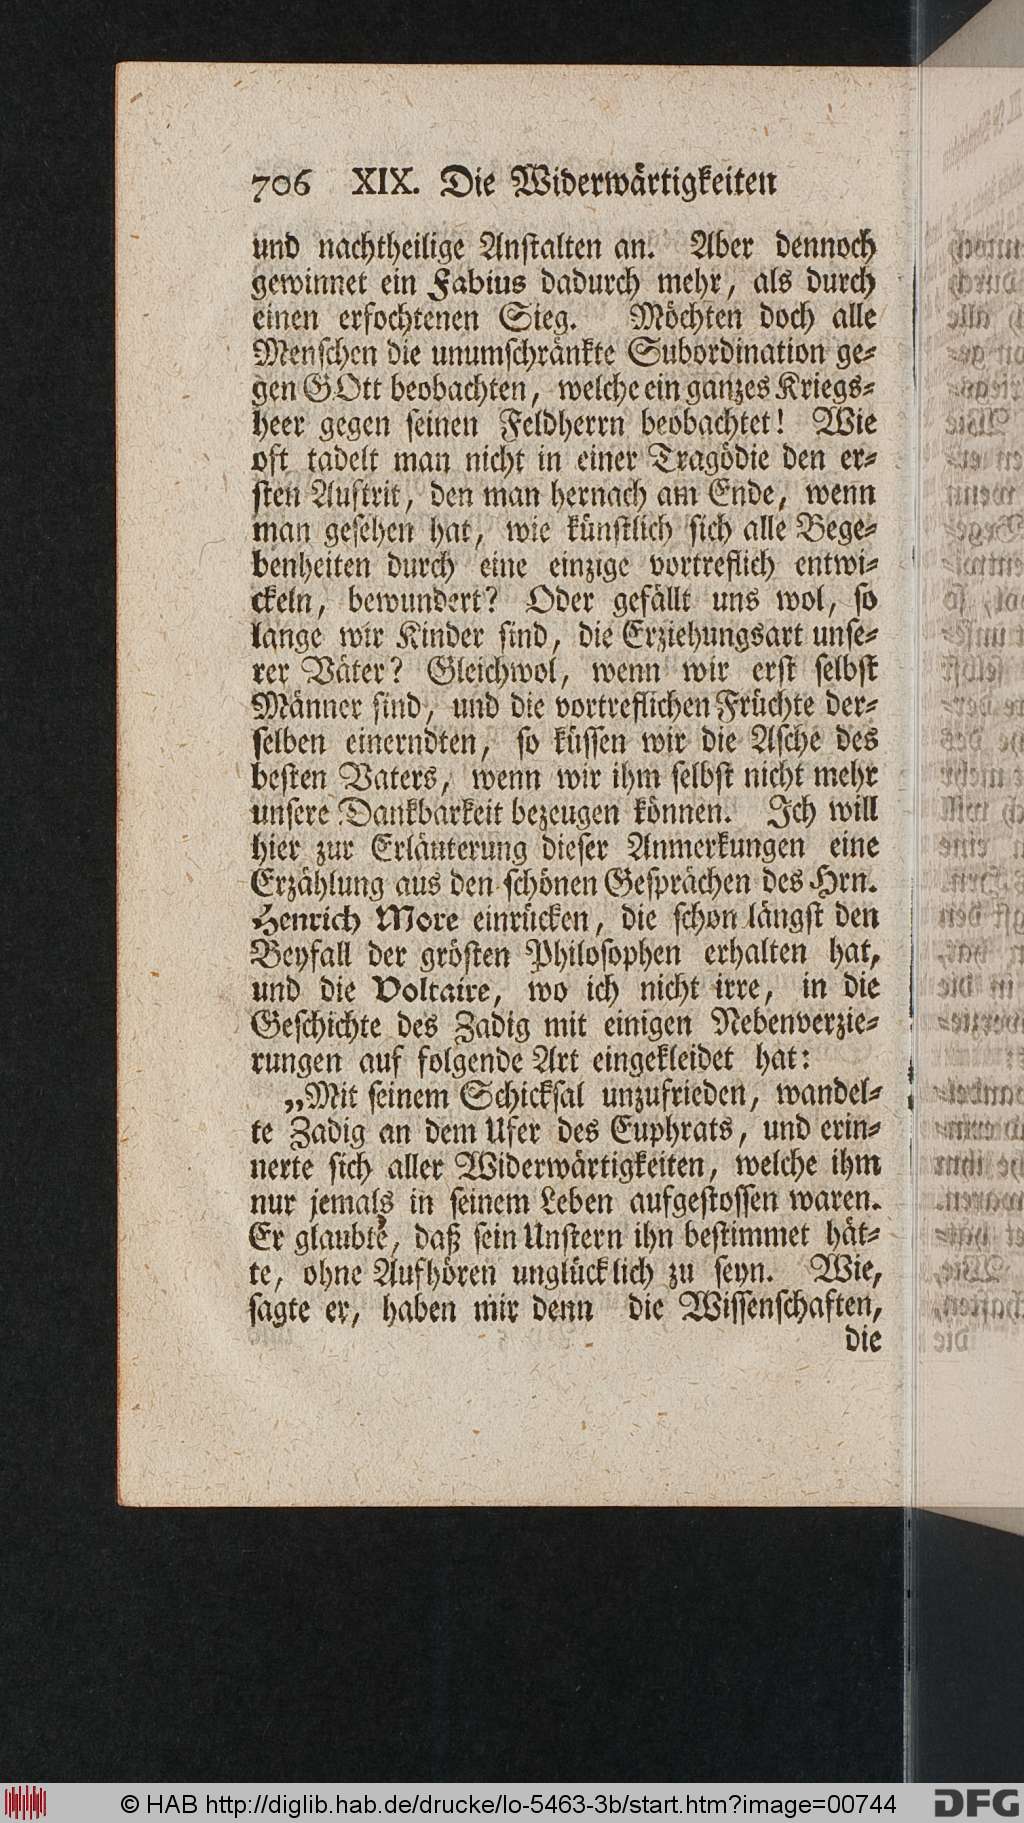 706 XIX. Die Widerwärtigkeiten
und nachtheilige Anstalten an. Aber dennoch
gewinnet ein Fabius dadurch mehr, als durch
einen erfochtenen Sieg. Möchten doch alle
Menschen die unumschränkte Subordination ge-
gen GOtt beobachten, welche ein ganzes Kriegs-
heer gegen seinen Feldherrn beobachtet! Wie
oft tadelt man nicht in einer Tragödie den er-
sten Auftrit, den man hernach am Ende, wenn
man gesehen hat, wie künstlich sich alle Bege-
benheiten durch eine einzige vortreflich entwi-
ckeln, bewundert? Oder gefällt uns wol, so
lange wir Kinder sind, die Erziehungsart unse-
rer Väter? Gleichwol, wenn wir erst selbst
Männer sind, und die vortreflichen Früchte der-
selben einerndten, so küssen wir die Asche des
besten Vaters, wenn wir ihm selbst nicht mehr
unsere Dankbarkeit bezeugen können. Ich will
hier zur Erläuterung dieser Anmerkungen eine
Erzählung aus den schönen Gesprächen des Hrn.
Henrich More einrücken, die schon längst den
Beyfall der grösten Philosophen erhalten hat,
und die Voltaire, wo ich nicht irre, in die
Geschichte des Zadig mit einigen Nebenverzie-
rungen auf folgende Art eingekleidet hat:
„Mit seinem Schicksal unzufrieden, wandel-
te Zadig an dem Ufer des Euphrats, und erin-
nerte sich aller Widerwärtigkeiten, welche ihm
nur jemals in seinem Leben aufgestossen waren.
Er glaubte, daß sein Unstern ihn bestimmet hät-
te, ohne Aufhören unglücklich zu seyn. Wie,
sagte er, haben mir denn die Wissenschaften,
die
© HAB http://diglib.hab.de/drucke/lo-5463-3b/start.htm?image=00744
DFG